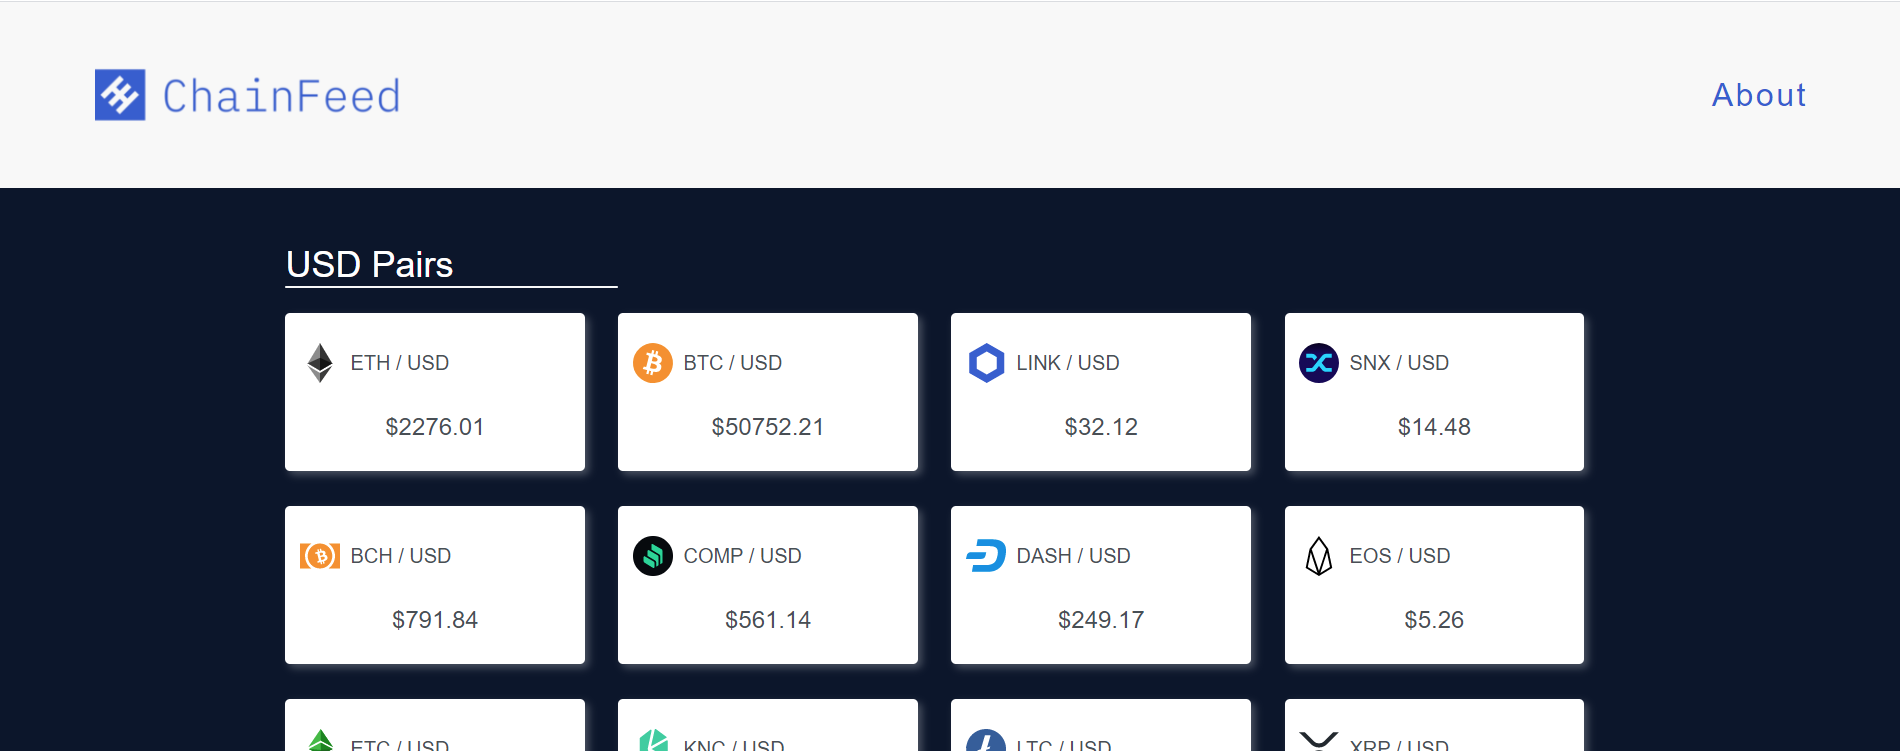 ChainFeed
About
USD Pairs
ETH / USD
$2276.01
BTC / USD
$50752.21
LINK / USD
$32.12
SNX / USD
$14.48
BCH / USD
$791.84
COMP / USD
$561.14
DASH / USD
$249.17
EOS / USD
$5.26
ETC / USD
KNC / USD
LTC / USD
XRP / USD